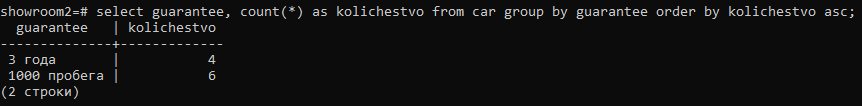 showroom2=# select guarantee, count(*) as kolichestvo from car group by guarantee order by kolichestvo asc;
  guarantee   | kolichestvo
--------------+-------------
 3 года       |           4
 1000 пробега |           6
(2 строки)